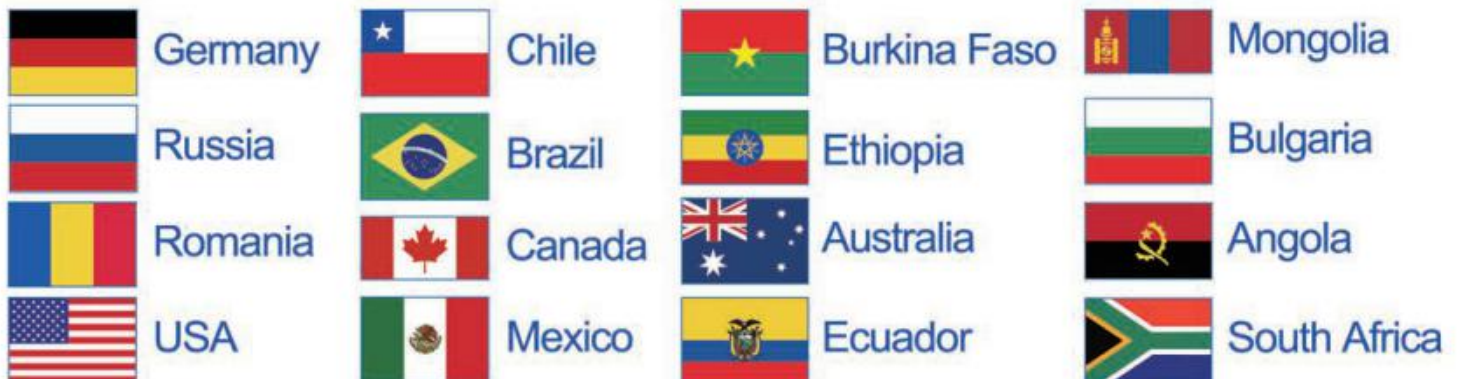 Germany
Russia
Romania
USA
Chile
Brazil
Canada
Mexico
Burkina Faso
Ethiopia
Australia
Ecuador
Mongolia
Bulgaria
Angola
South Africa